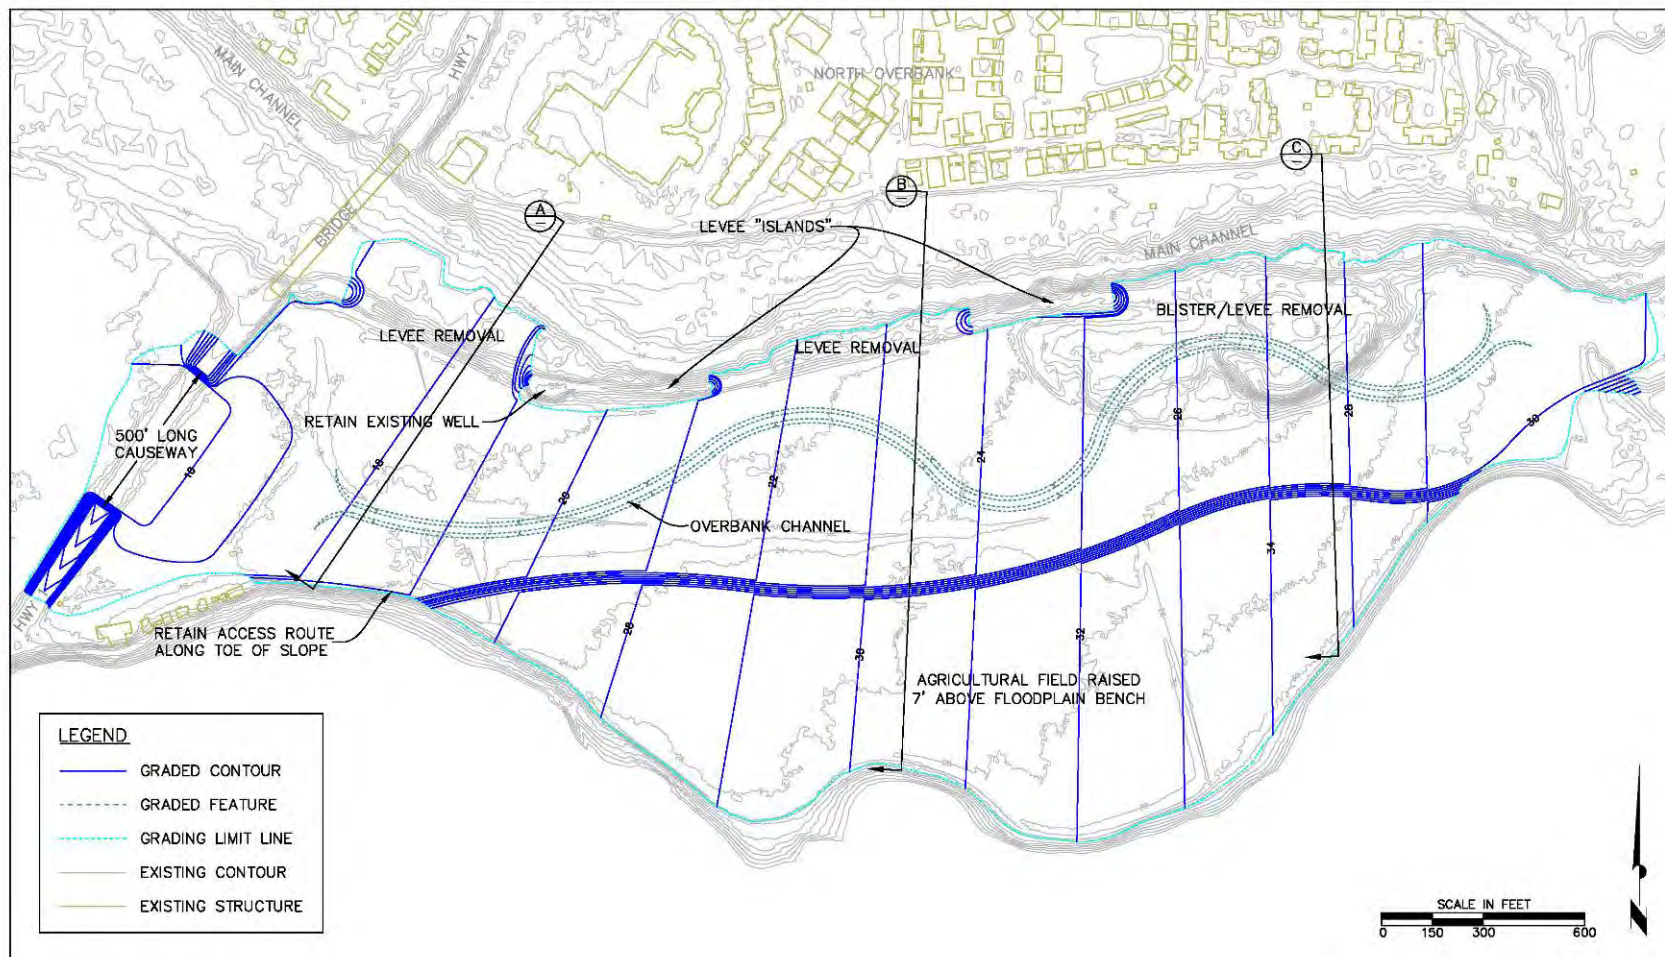 MAIN CHANNEL
HWY 1
NORTH OVERBANK
BRIDGE
A
B
C
LEVEE "ISLANDS"
MAIN CHANNEL
LEVEE REMOVAL
LEVEE REMOVAL
BLISTER/LEVEE REMOVAL
RETAIN EXISTING WELL
500' LONG
CAUSEWAY
18
18
20
22
24
26
26
30
OVERBANK CHANNEL
28
30
32
34
HWY 1
RETAIN ACCESS ROUTE
ALONG TOE OF SLOPE
AGRICULTURAL FIELD RAISED
7' ABOVE FLOODPLAIN BENCH
LEGEND
GRADED CONTOUR
GRADED FEATURE
GRADING LIMIT LINE
EXISTING CONTOUR
EXISTING STRUCTURE
SCALE IN FEET
0 150 300 600
N